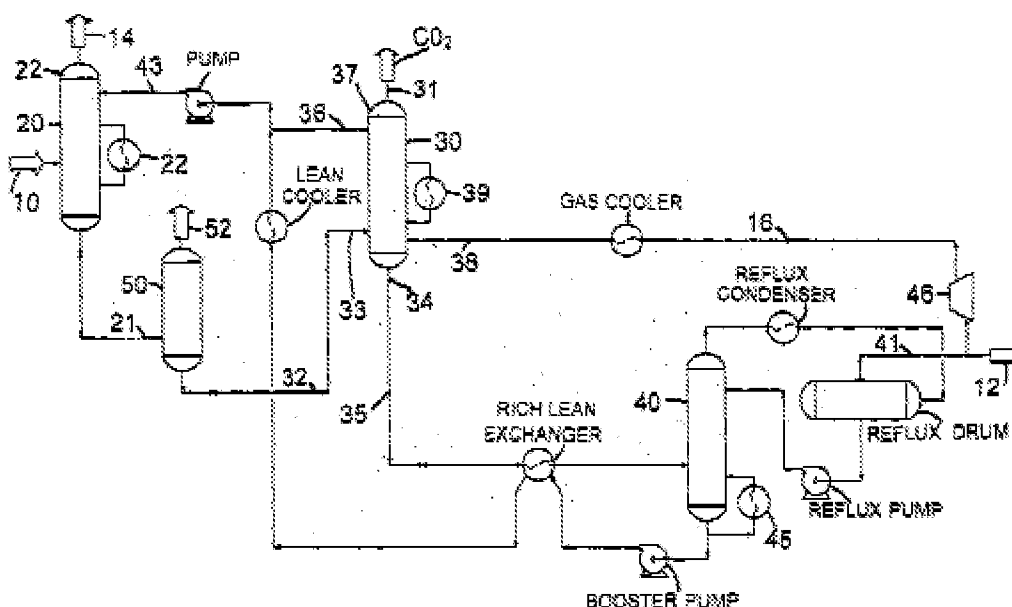 14
CO2
22
43
PUMP
37
31
20
36
30
22
LEAN
COOLER
39
GAS COOLER
10
52
16
38
REFLUX
CONDENSER
50
33
34
46
21
41
12
32
35
40
RICH LEAN
EXCHANGER
REFLUX DRUM
REFLUX PUMP
45
BOOSTER PUMP